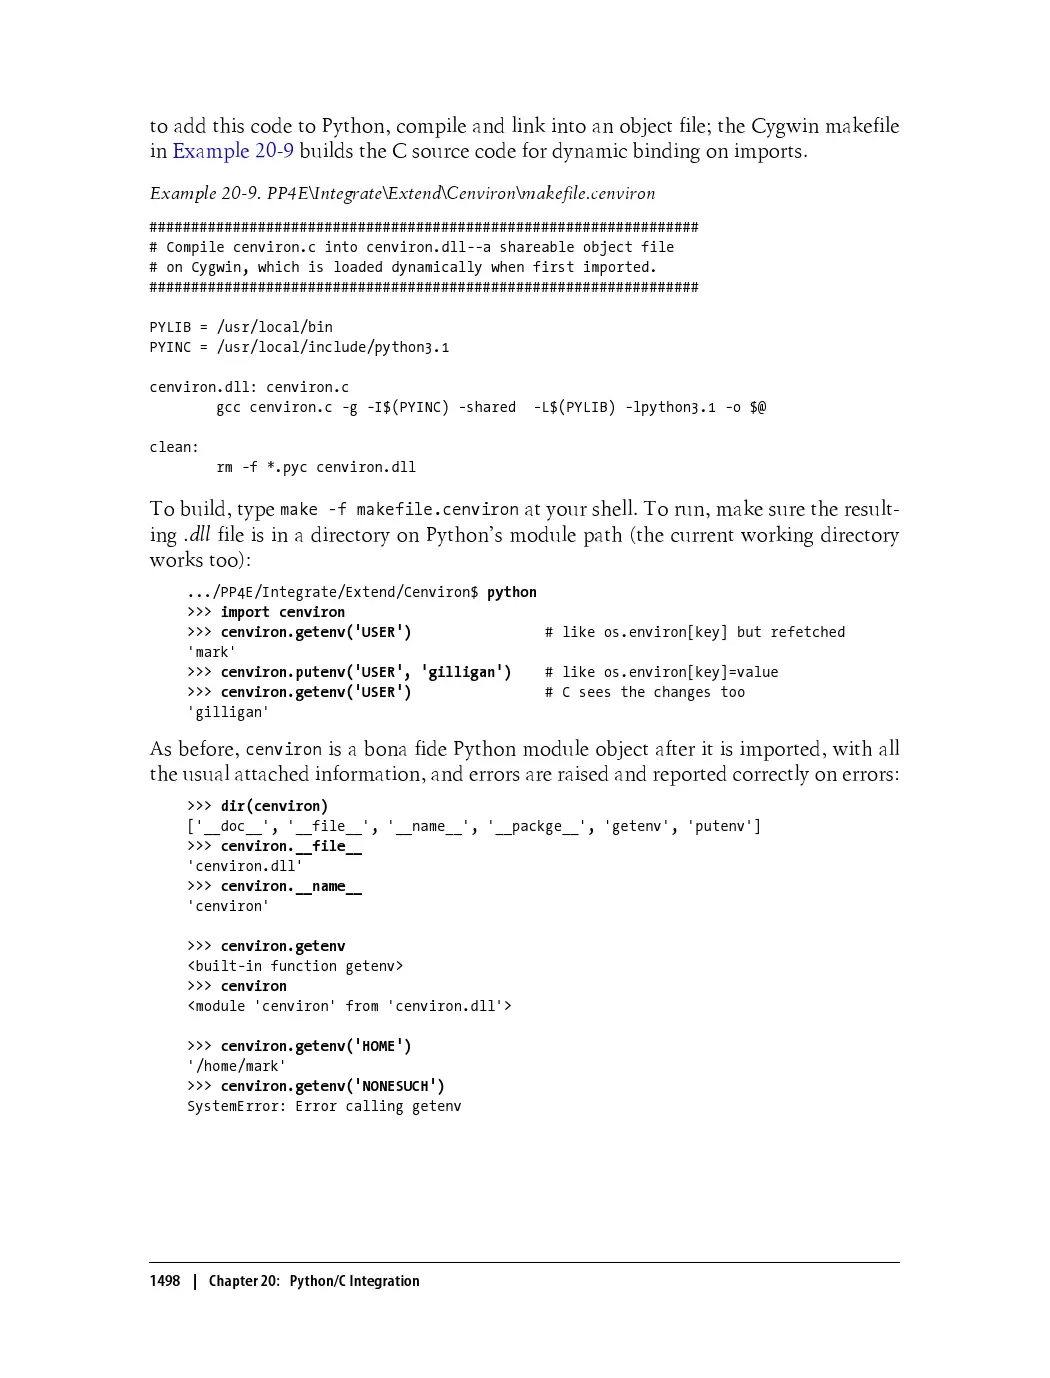 to add this code to Python, compile and link into an object file; the Cygwin makefile
in Example 20-9 builds the C source code for dynamic binding on imports.
Example 20-9. PP4E\Integrate\Extend\Cenviron\makefile.cenviron
##################################################################
# Compile cenviron.c into cenviron.dll--a shareable object file
# on Cygwin, which is loaded dynamically when first imported.
##################################################################
PYLIB = /usr/local/bin
PYINC = /usr/local/include/python3.1
cenviron.dll: cenviron.c
        gcc cenviron.c -g -I$(PYINC) -shared  -L$(PYLIB) -lpython3.1 -o $@
clean:
        rm -f *.pyc cenviron.dll
To build, type make -f makefile.cenviron at your shell. To run, make sure the result-
ing .dll file is in a directory on Python’s module path (the current working directory
works too):
.../PP4E/Integrate/Extend/Cenviron$ python
>>> import cenviron
>>> cenviron.getenv('USER')                # like os.environ[key] but refetched
'mark'
>>> cenviron.putenv('USER', 'gilligan')    # like os.environ[key]=value
>>> cenviron.getenv('USER')                # C sees the changes too
'gilligan'
As before, cenviron is a bona fide Python module object after it is imported, with all
the usual attached information, and errors are raised and reported correctly on errors:
>>> dir(cenviron)
['__doc__', '__file__', '__name__', '__packge__', 'getenv', 'putenv']
>>> cenviron.__file__
'cenviron.dll'
>>> cenviron.__name__
'cenviron'
>>> cenviron.getenv
<built-in function getenv>
>>> cenviron
<module 'cenviron' from 'cenviron.dll'>
>>> cenviron.getenv('HOME')
'/home/mark'
>>> cenviron.getenv('NONESUCH')
SystemError: Error calling getenv
1498 | Chapter 20: Python/C Integration